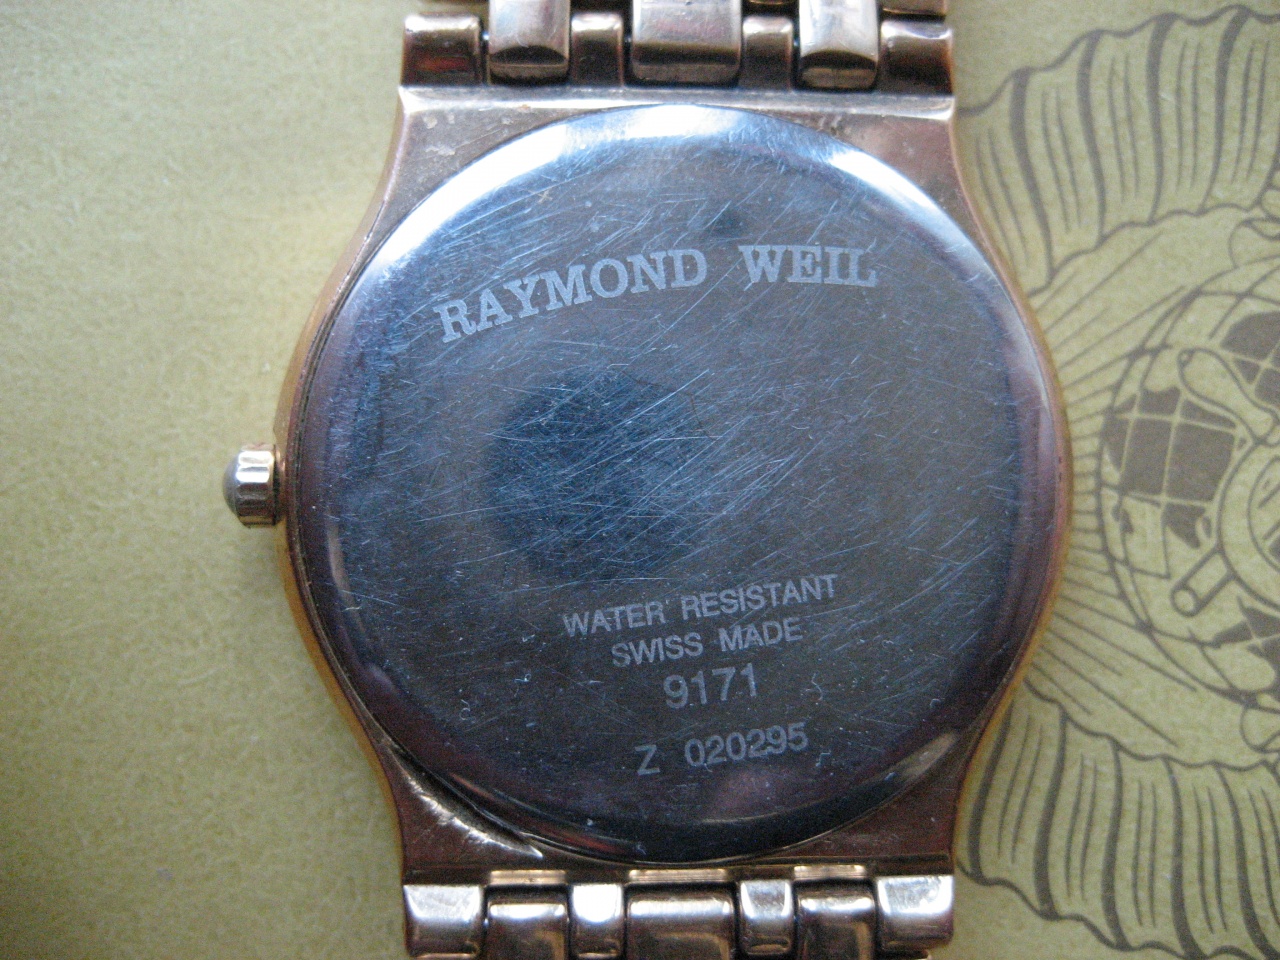 RAYMOND WEIL
WATER RESISTANT
SWISS MADE
9171
Z 020295